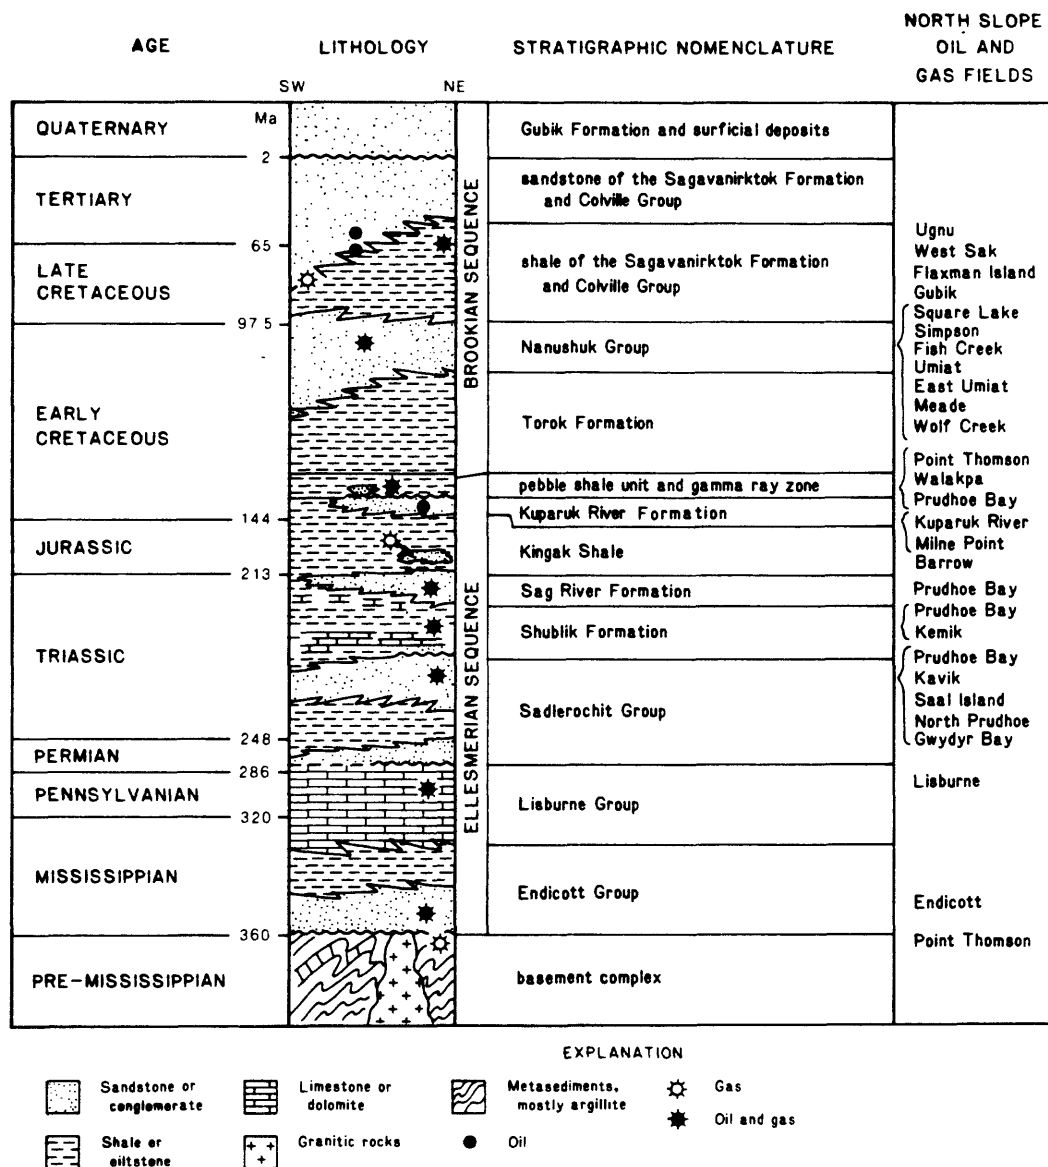 AGE
LITHOLOGY
STRATIGRAPHIC NOMENCLATURE
NORTH SLOPE
OIL AND
GAS FIELDS
SW
NE
Ma
QUATERNARY
2
TERTIARY
65
LATE
CRETACEOUS
97 5
EARLY
CRETACEOUS
144
JURASSIC
213
TRIASSIC
248
PERMIAN
286
PENNSYLVANIAN
320
MISSISSIPPIAN
360
PRE-MISSISSIPPIAN
BROOKIAN SEQUENCE
ELLESMERIAN SEQUENCE
Gubik Formation and surficial deposits
sandstone of the Sagavanirktok Formation
and Colville Group
shale of the Sagavanirktok Formation
and Colville Group
Nanushuk Group
Torok Formation
pebble shale unit and gamma ray zone
Kuparuk River Formation
Kingak Shale
Sag River Formation
Shublik Formation
Sadlerochit Group
Lisburne Group
Endicott Group
basement complex
Ugnu
West Sak
Flaxman Island
Gubik
Square Lake
Simpson
Fish Creek
Umiat
East Umiat
Meade
Wolf Creek
Point Thomson
Walakpa
Prudhoe Bay
Kuparuk River
Milne Point
Barrow
Prudhoe Bay
Prudhoe Bay
Kemik
Prudhoe Bay
Kavik
Saal Island
North Prudhoe
Gwydyr Bay
Lisburne
Endicott
Point Thomson
EXPLANATION
Sandstone or
conglomerate
Limestone or
dolomite
Metasediments,
mostly argillite
Gas
Oil and gas
Shale or
siltstone
Granitic rocks
Oil